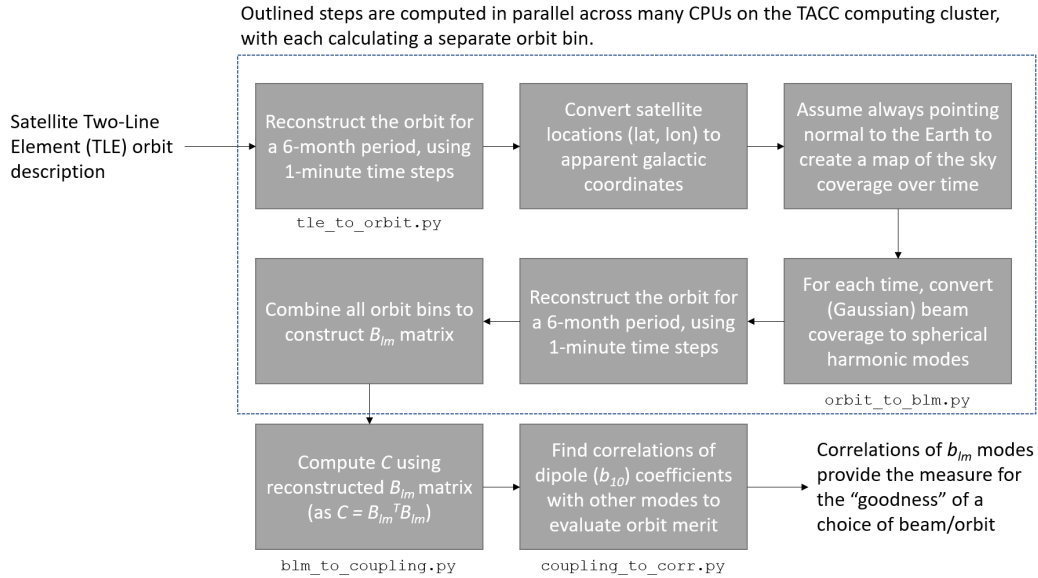 Outlined steps are computed in parallel across many CPUs on the TACC computing cluster,
with each calculating a separate orbit bin.
Satellite Two-Line
Element (TLE) orbit
description
Reconstruct the orbit for
a 6-month period, using
1-minute time steps
tle_to_orbit.py
Convert satellite
locations (lat, lon) to
apparent galactic
coordinates
Assume always pointing
normal to the Earth to
create a map of the sky
coverage over time
For each time, convert
(Gaussian) beam
coverage to spherical
harmonic modes
orbit_to_blm.py
Reconstruct the orbit for
a 6-month period, using
1-minute time steps
Combine all orbit bins to
construct Blm matrix
Compute C using
reconstructed Blm matrix
(as C = BlmTBlm)
blm_to_coupling.py
Find correlations of
dipole (b10) coefficients
with other modes to
evaluate orbit merit
coupling_to_corr.py
Correlations of blm modes
provide the measure for
the “goodness” of a
choice of beam/orbit